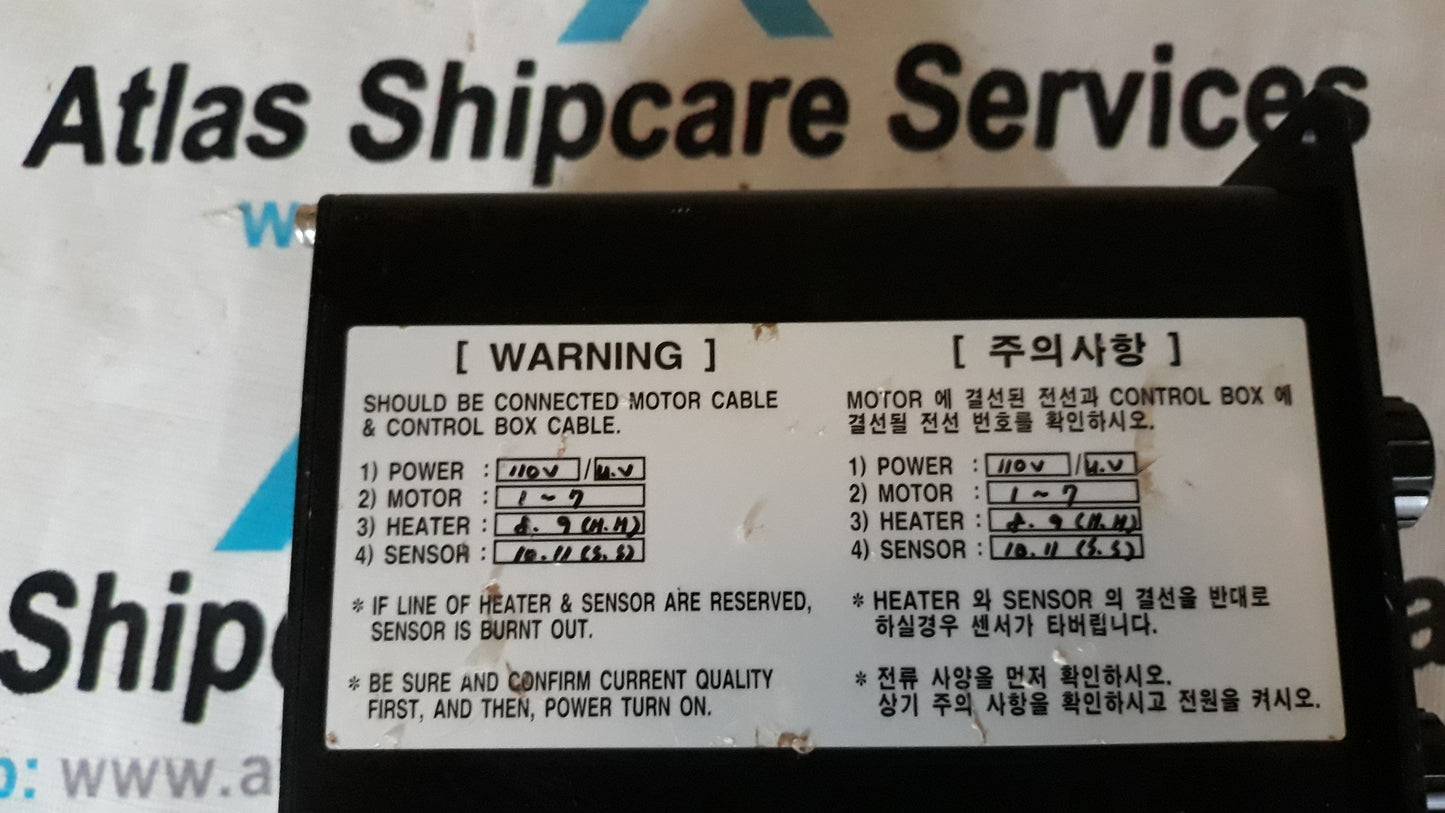 Atlas Shipcare Services
w
[ WARNING ]
SHOULD BE CONNECTED MOTOR CABLE
& CONTROL BOX CABLE.
1) POWER : 110V / U.V
2) MOTOR : 1 ~ 7
3) HEATER : 8. 9 (H.H)
4) SENSOR : 10.11 (S.S)
* IF LINE OF HEATER & SENSOR ARE RESERVED,
SENSOR IS BURNT OUT.
* BE SURE AND CONFIRM CURRENT QUALITY
FIRST, AND THEN, POWER TURN ON.
[ 주의사항 ]
MOTOR 에 결선된 전선과 CONTROL BOX 에
결선될 전선 번호를 확인하시오.
1) POWER : 110V / U.V
2) MOTOR : 1 ~ 7
3) HEATER : 8. 9 (H.H)
4) SENSOR : 10.11 (S.S)
* HEATER 와 SENSOR 의 결선을 반대로
하실경우 센서가 타버립니다.
* 전류 사양을 먼저 확인하시오.
상기 주의 사항을 확인하시고 전원을 켜시오.
Ship
www.a